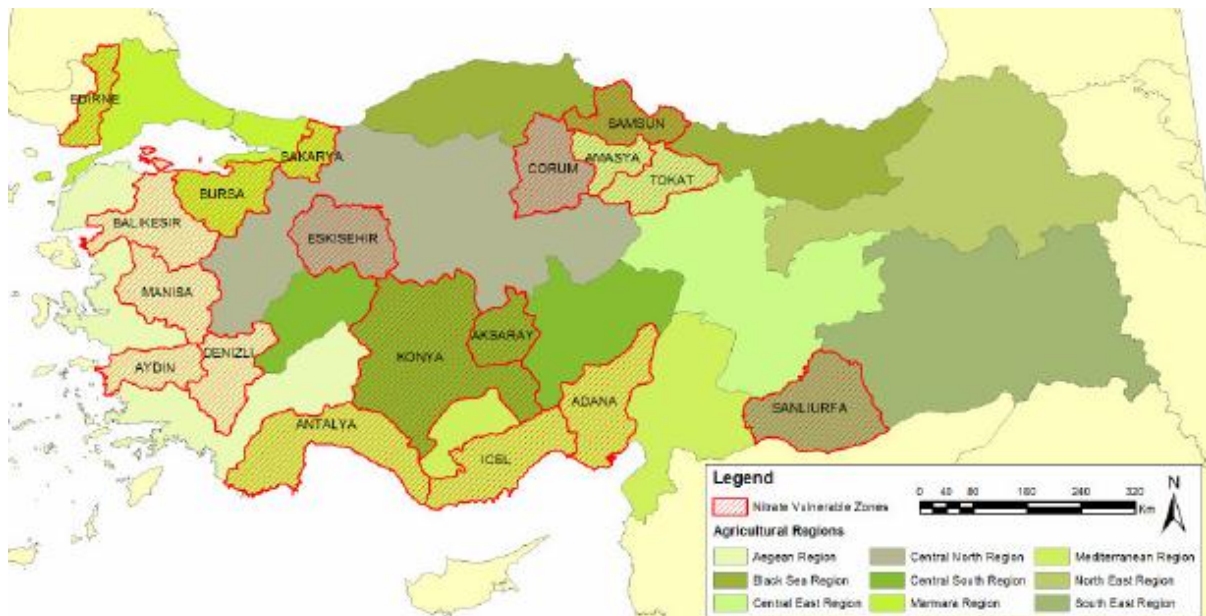 EDIRNE
SAMSUN
SAKARYA
AMASYA
CORUM
TOKAT
BURSA
BALIKESIR
ESKISEHIR
MANISA
AKSARAY
DENIZLI
KONYA
AYDIN
ADANA
SANLIURFA
ANTALYA
ICEL
Legend
N
Nitrate Vulnerable Zones
0 40 80 160 240 320
Km
Agricultural Regions
Aegean Region
Central North Region
Mediterranean Region
Black Sea Region
Central South Region
North East Region
Central East Region
Marmara Region
South East Region